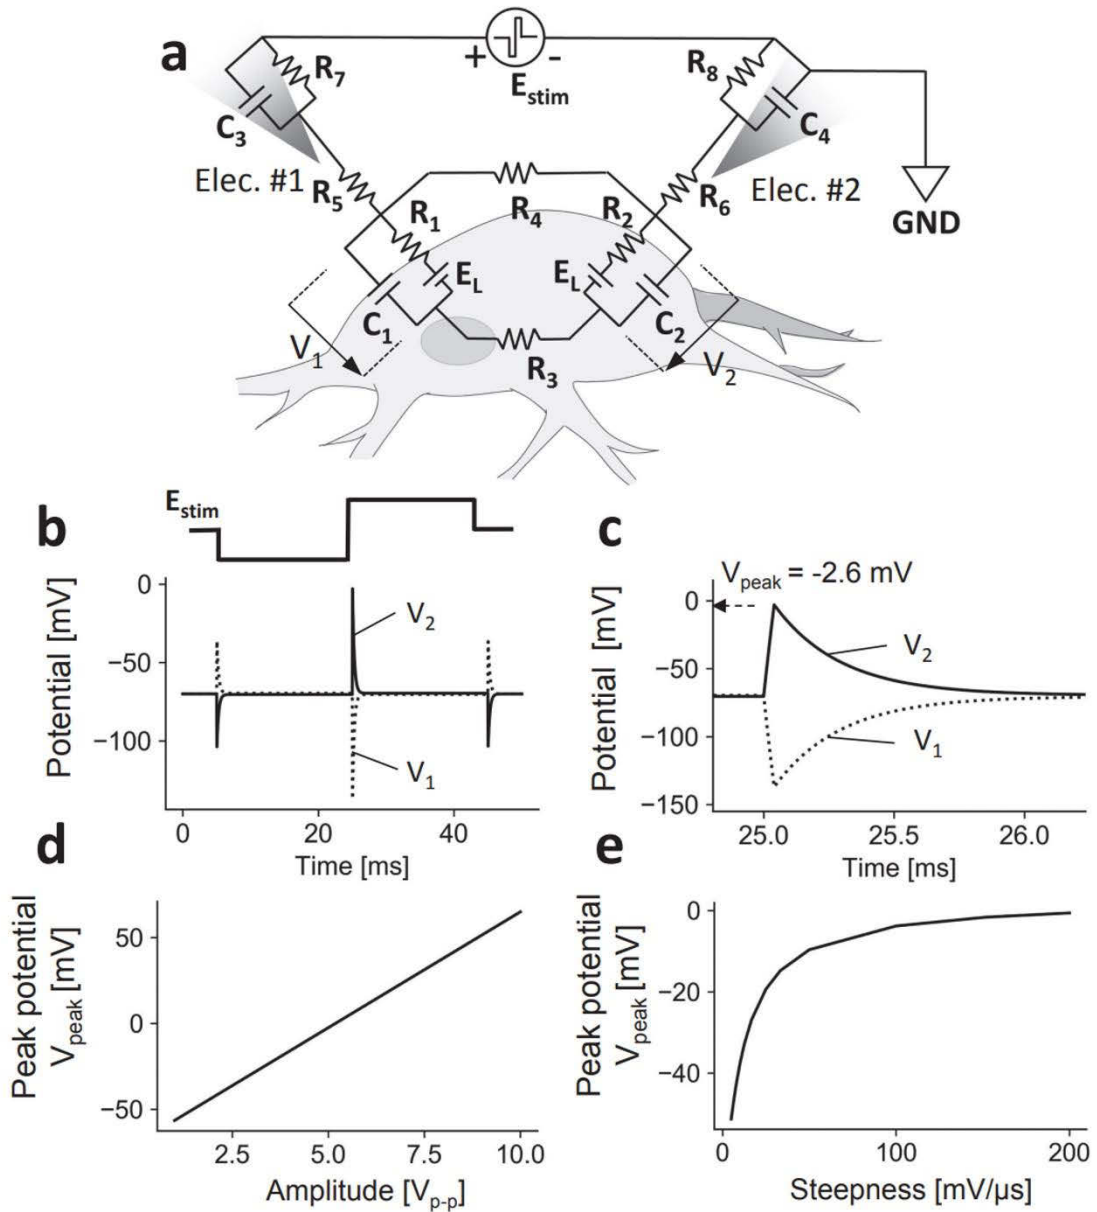 a
+ -
E_stim
R_7
C_3
Elec. #1
R_5
R_8
C_4
Elec. #2
R_6
GND
R_4
R_1
R_2
E_L
E_L
C_1
C_2
R_3
V_1
V_2
b
E_stim
Potential [mV]
0
−50
−100
V_2
V_1
0 20 40
Time [ms]
c
V_peak = -2.6 mV
Potential [mV]
0
−50
−100
−150
V_2
V_1
25.0 25.5 26.0
Time [ms]
d
Peak potential
V_peak [mV]
50
0
−50
2.5 5.0 7.5 10.0
Amplitude [V_p-p]
e
Peak potential
V_peak [mV]
0
−20
−40
0 100 200
Steepness [mV/µs]